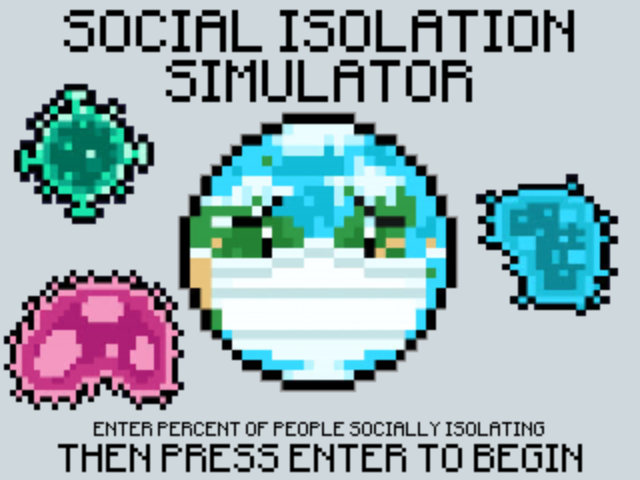 SOCIAL ISOLATION
SIMULATOR
ENTER PERCENT OF PEOPLE SOCIALLY ISOLATING
THEN PRESS ENTER TO BEGIN